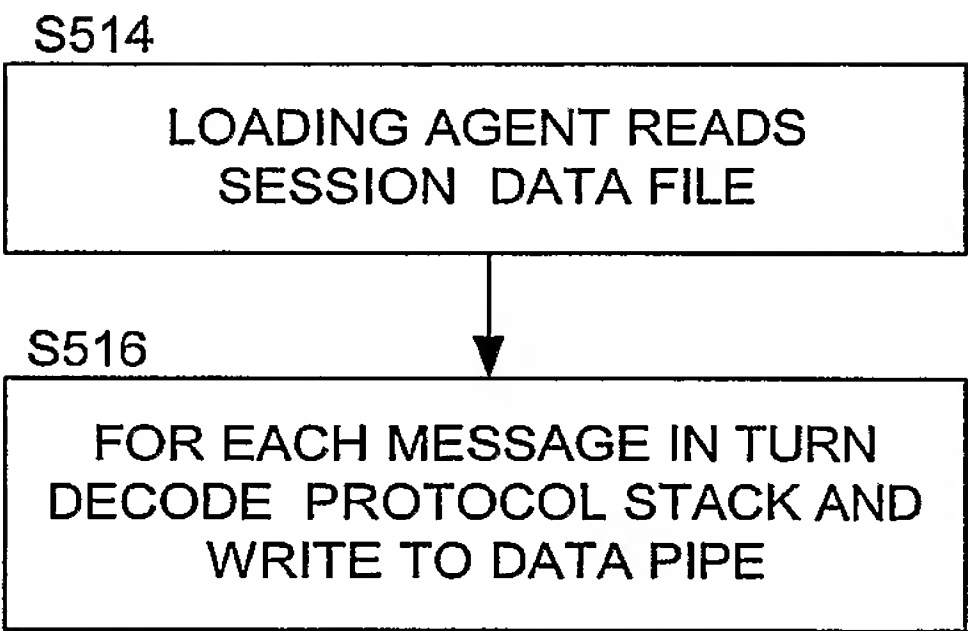 S514
LOADING AGENT READS
SESSION DATA FILE
S516
FOR EACH MESSAGE IN TURN
DECODE PROTOCOL STACK AND
WRITE TO DATA PIPE